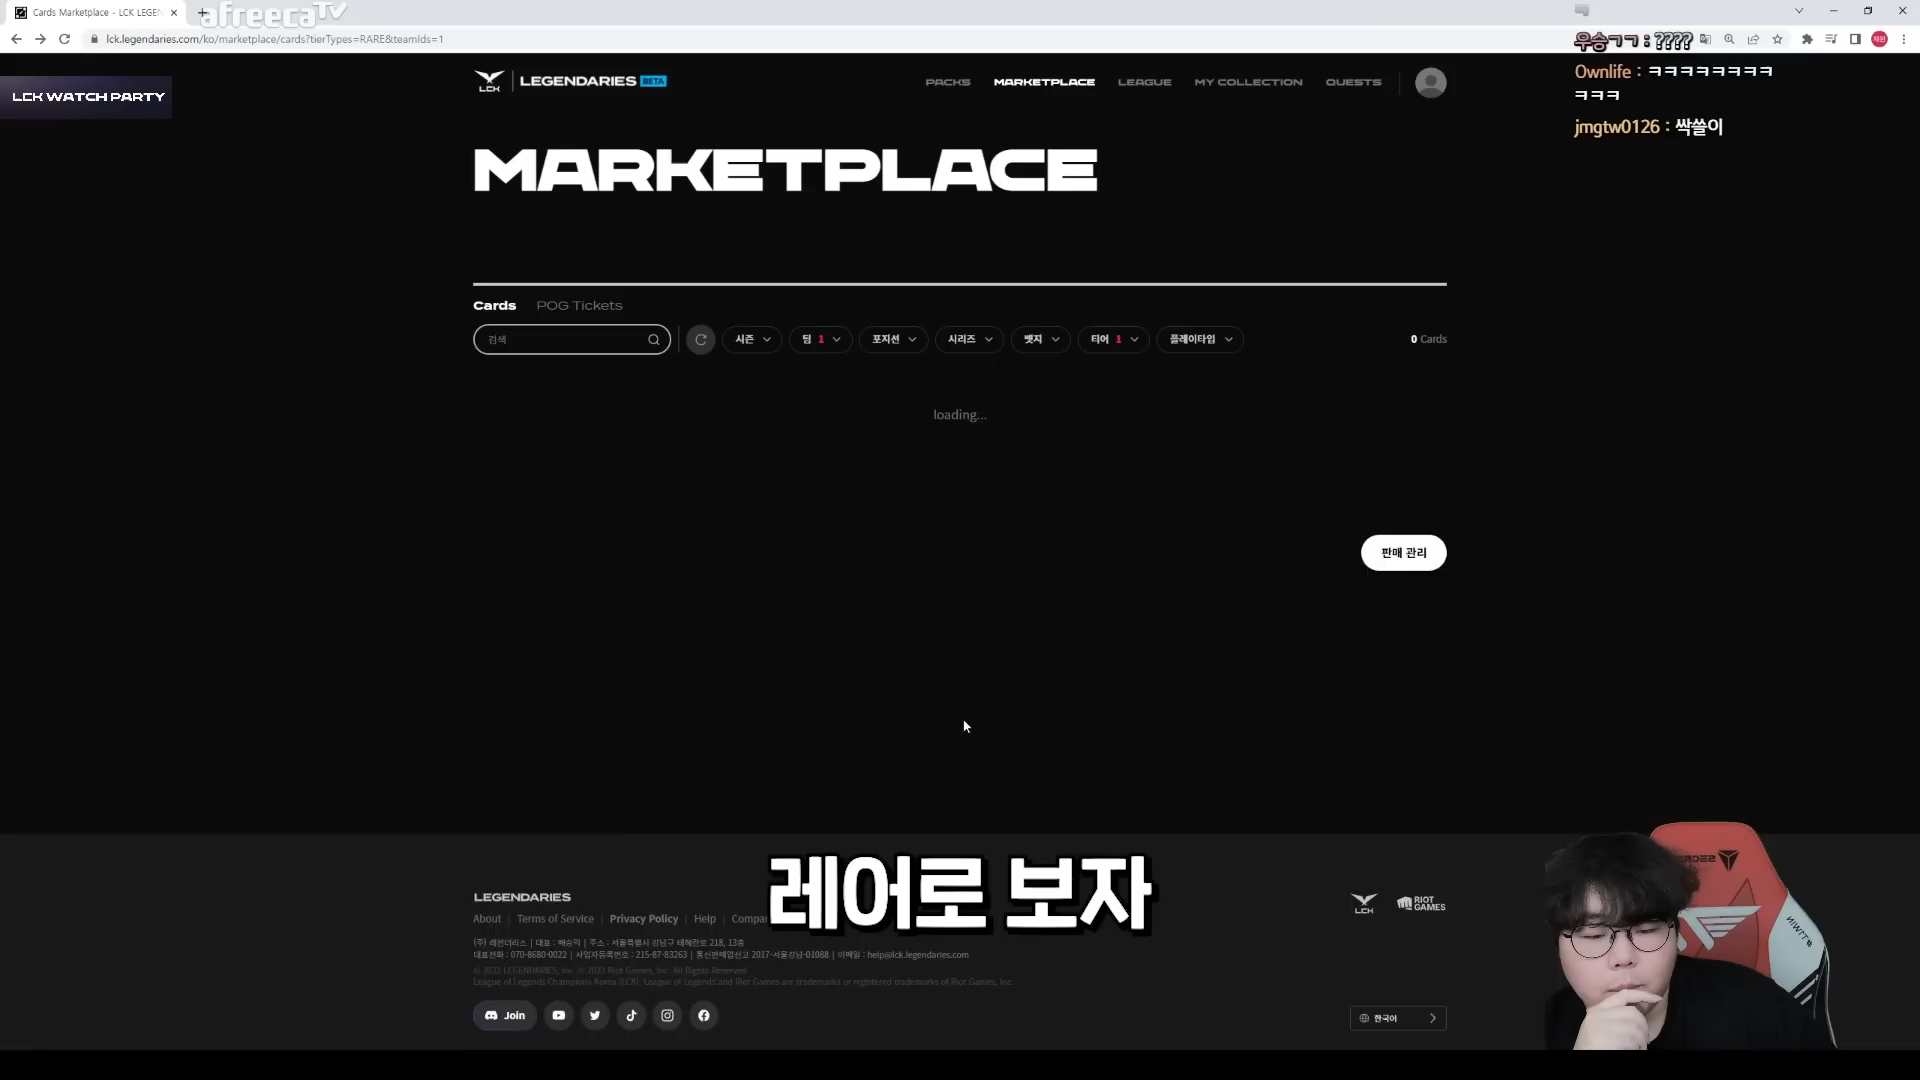 Cards Marketplace - LCK LEGEN
afreecaTV
lck.legendaries.com/ko/marketplace/cards?tierTypes=RARE&teamIds=1
우승ㄱㄱ : ????
Ownlife : ㅋㅋㅋㅋㅋㅋㅋㅋ
ㅋㅋㅋ
jmgtw0126 : 싹쓸이
LCK WATCH PARTY
LCK LEGENDARIES BETA
PACKS MARKETPLACE LEAGUE MY COLLECTION QUESTS
MARKETPLACE
Cards POG Tickets
검색 시즌 팀 1 포지션 시리즈 뱃지 티어 1 플레이타임 0 Cards
loading...
판매 관리
레어로 보자
LEGENDARIES
About | Terms of Service | Privacy Policy | Help | Compa
(주) 레전더리스 | 대표 : 배승익 | 주소 : 서울특별시 강남구 테헤란로 218, 13층
대표전화 : 070-8680-0022 | 사업자등록번호 : 215-87-83263 | 통신판매업신고 2017-서울강남-01088 | 이메일 : help@lck.legendaries.com
© 2023 LEGENDARIES, Inc. © 2023 Riot Games, Inc. All Rights Reserved
League of Legends Champions Korea (LCK), League of Legends and Riot Games are trademarks or registered trademarks of Riot Games, Inc.
LCK RIOT GAMES
Join
한국어